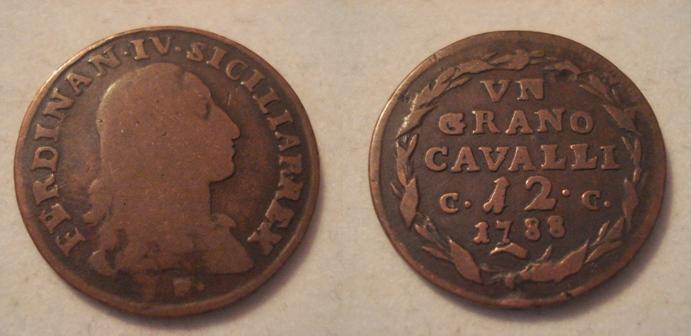 FERDINAN·IV·SICILIAR·REX
P·
VN
GRANO
CAVALLI
C. 12· C.
1788